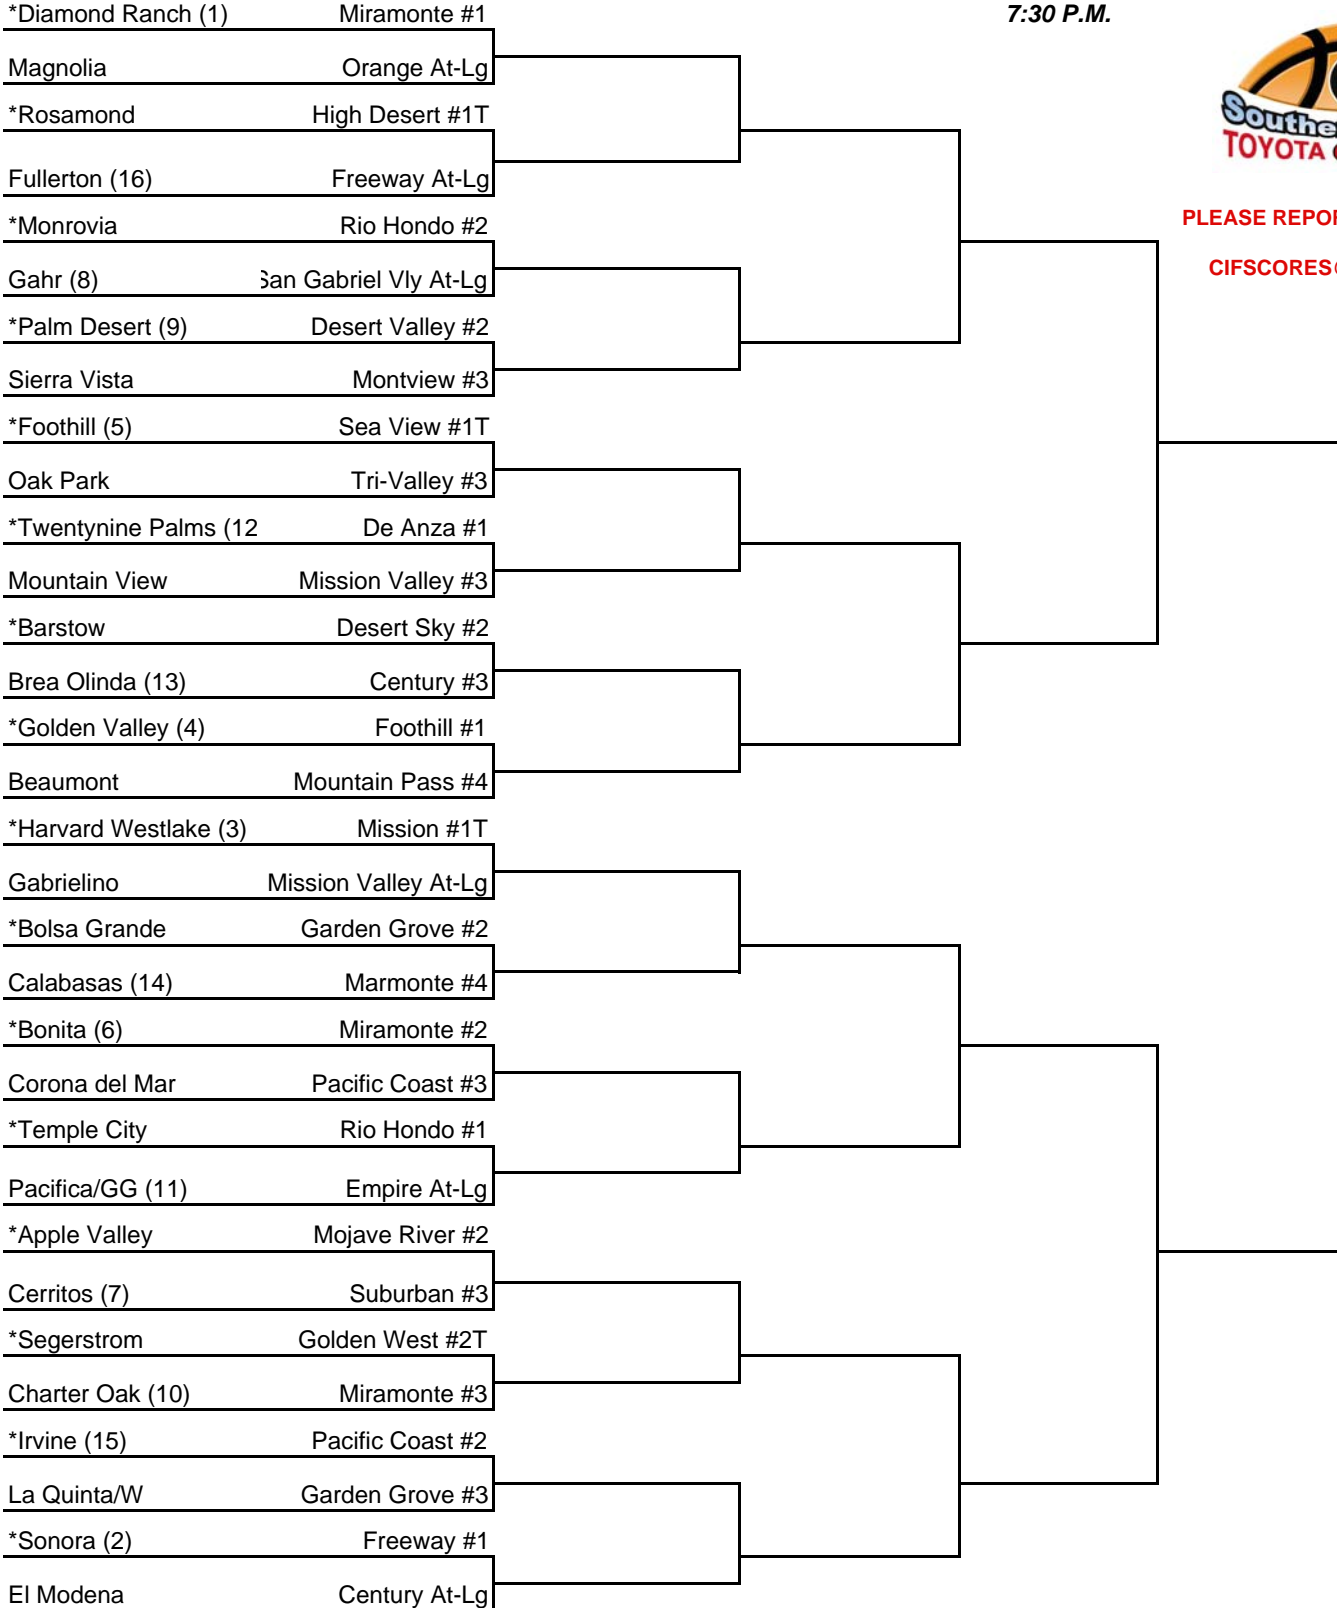 *Diamond Ranch (1) Miramonte #1 7:30 P.M.
Magnolia Orange At-Lg
*Rosamond High Desert #1T
TOYOTA
Fullerton (16) Freeway At-Lg
*Monrovia Rio Hondo #2
PLEASE
Gahr (8) San Gabriel Vly At-Lg
*Palm Desert (9) Desert Valley #2
Sierra Vista Montview #3
*Foothill (5) Sea View #1T
Oak Park Tri-Valley #3
*Twentynine Palms (12 De Anza #1
Mountain View Mission Valley #3
*Barstow Desert Sky #2
Brea Olinda (13) Century #3
*Golden Valley (4) Foothill #1
Beaumont Mountain Pass #4
*Harvard Westlake (3) Mission #1T
Gabrielino Mission Valley At-Lg
*Bolsa Grande Garden Grove #2
Calabasas (14) Marmonte #4
*Bonita (6) Miramonte #2
Corona del Mar Pacific Coast #3
*Temple City Rio Hondo #1
Pacifica/GG (11) Empire At-Lg
*Apple Valley Mojave River #2
Cerritos (7) Suburban #3
*Segerstrom Golden West #2T
Charter Oak (10) Miramonte #3
*Irvine (15) Pacific Coast #2
La Quinta/W Garden Grove #3
*Sonora (2) Freeway #1
El Modena Century At-Lg